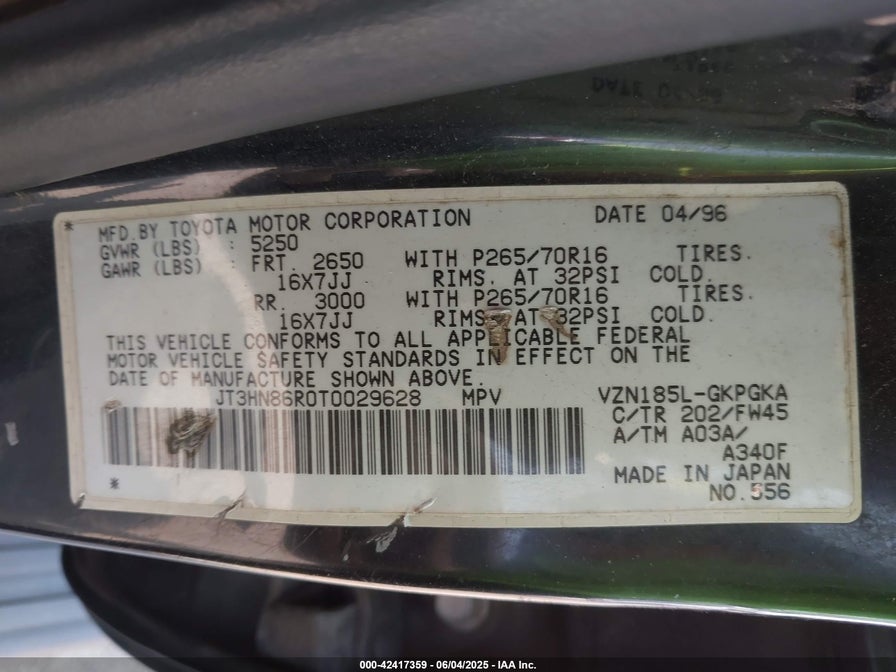 * MFD.BY TOYOTA MOTOR CORPORATION DATE 04/96
GVWR (LBS) : 5250
GAWR (LBS) : FRT. 2650 WITH P265/70R16 TIRES.
16X7JJ RIMS. AT 32PSI COLD.
RR. 3000 WITH P265/70R16 TIRES.
16X7JJ RIMS. AT 32PSI COLD.
THIS VEHICLE CONFORMS TO ALL APPLICABLE FEDERAL
MOTOR VEHICLE SAFETY STANDARDS IN EFFECT ON THE
DATE OF MANUFACTURE SHOWN ABOVE.
JT3HN86R0T0029628 MPV VZN185L-GKPGKA
C/TR 202/FW45
A/TM A03A/
A340F
* MADE IN JAPAN
NO.556
000-42417359 - 06/04/2025 - IAA Inc.